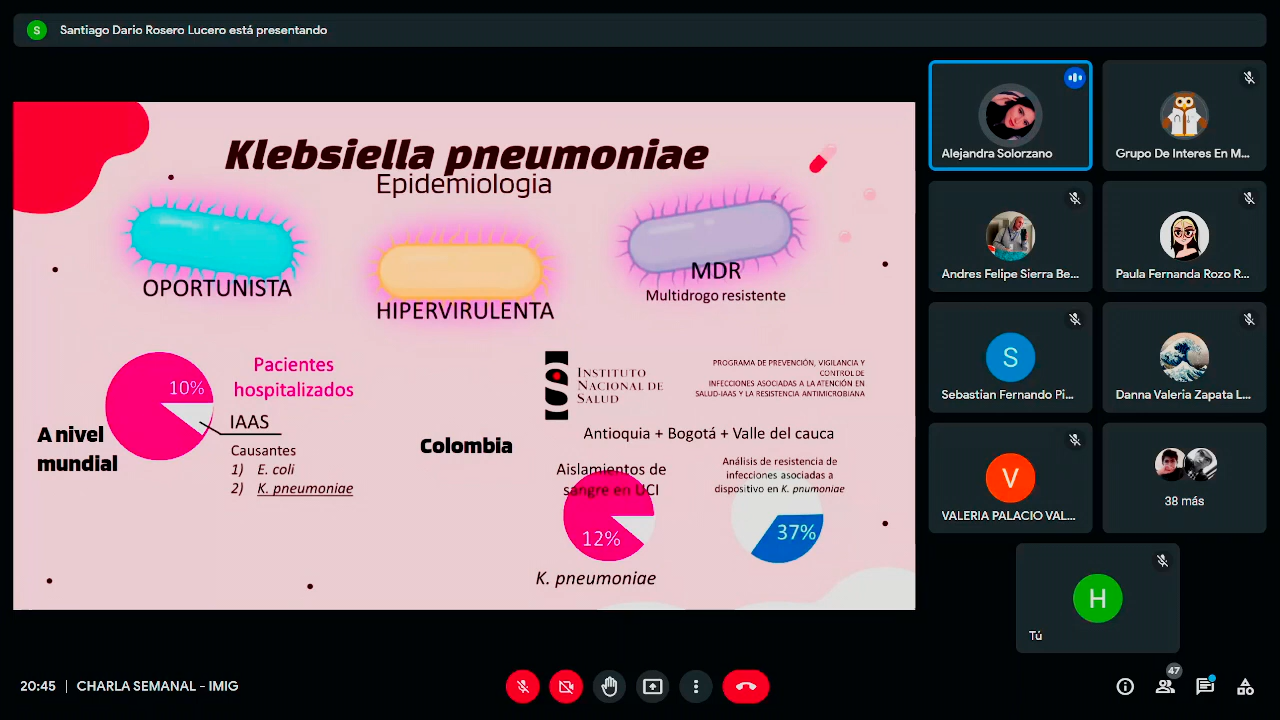 S
Santiago Dario Rosero Lucero está presentando
Klebsiella pneumoniae
Epidemiologia
OPORTUNISTA
HIPERVIRULENTA
MDR
Multidrogo resistente
10%
Pacientes
hospitalizados
IAAS
A nivel
mundial
Causantes
1) E. coli
2) K. pneumoniae
Colombia
INSTITUTO
NACIONAL DE
SALUD
PROGRAMA DE PREVENCIÓN, VIGILANCIA Y
CONTROL DE
INFECCIONES ASOCIADAS A LA ATENCIÓN EN
SALUD-IAAS Y LA RESISTENCIA ANTIMICROBIANA
Antioquia + Bogotá + Valle del cauca
Aislamientos de
sangre en UCI
12%
K. pneumoniae
Análisis de resistencia de
infecciones asociadas a
dispositivo en K. pnumoniae
37%
Alejandra Solorzano
Grupo De Interes En M...
Andres Felipe Sierra Be...
Paula Fernanda Rozo R...
S
Sebastian Fernando Pi...
Danna Valeria Zapata L...
V
VALERIA PALACIO VAL...
38 más
H
Tú
20:45 | CHARLA SEMANAL - IMIG
47